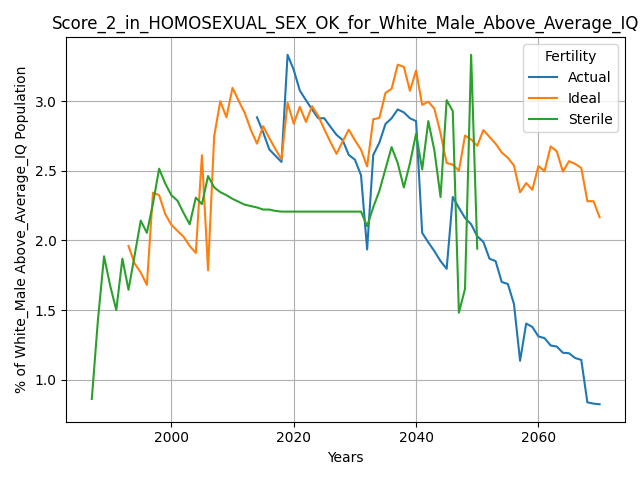 Score_2_in_HOMOSEXUAL_SEX_OK_for_White_Male_Above_Average_IQ
% of White_Male Above_Average_IQ Population
3.0
2.5
2.0
1.5
1.0
Fertility
Actual
Ideal
Sterile
2000
2020
2040
2060
Years